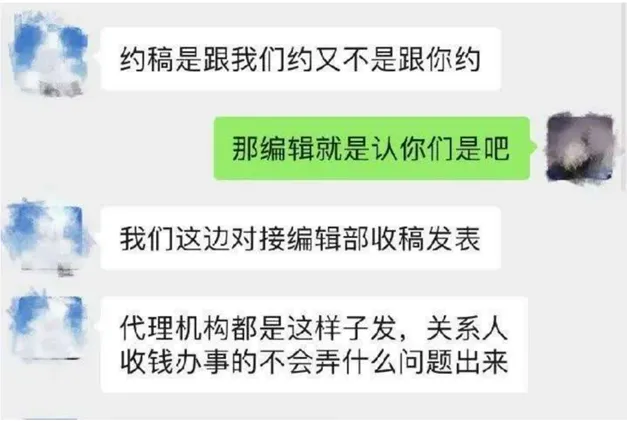 约稿是跟我们约又不是跟你约
那编辑就是认你们是吧
我们这边对接编辑部收稿发表
代理机构都是这样子发，关系人
收钱办事的不会弄什么问题出来